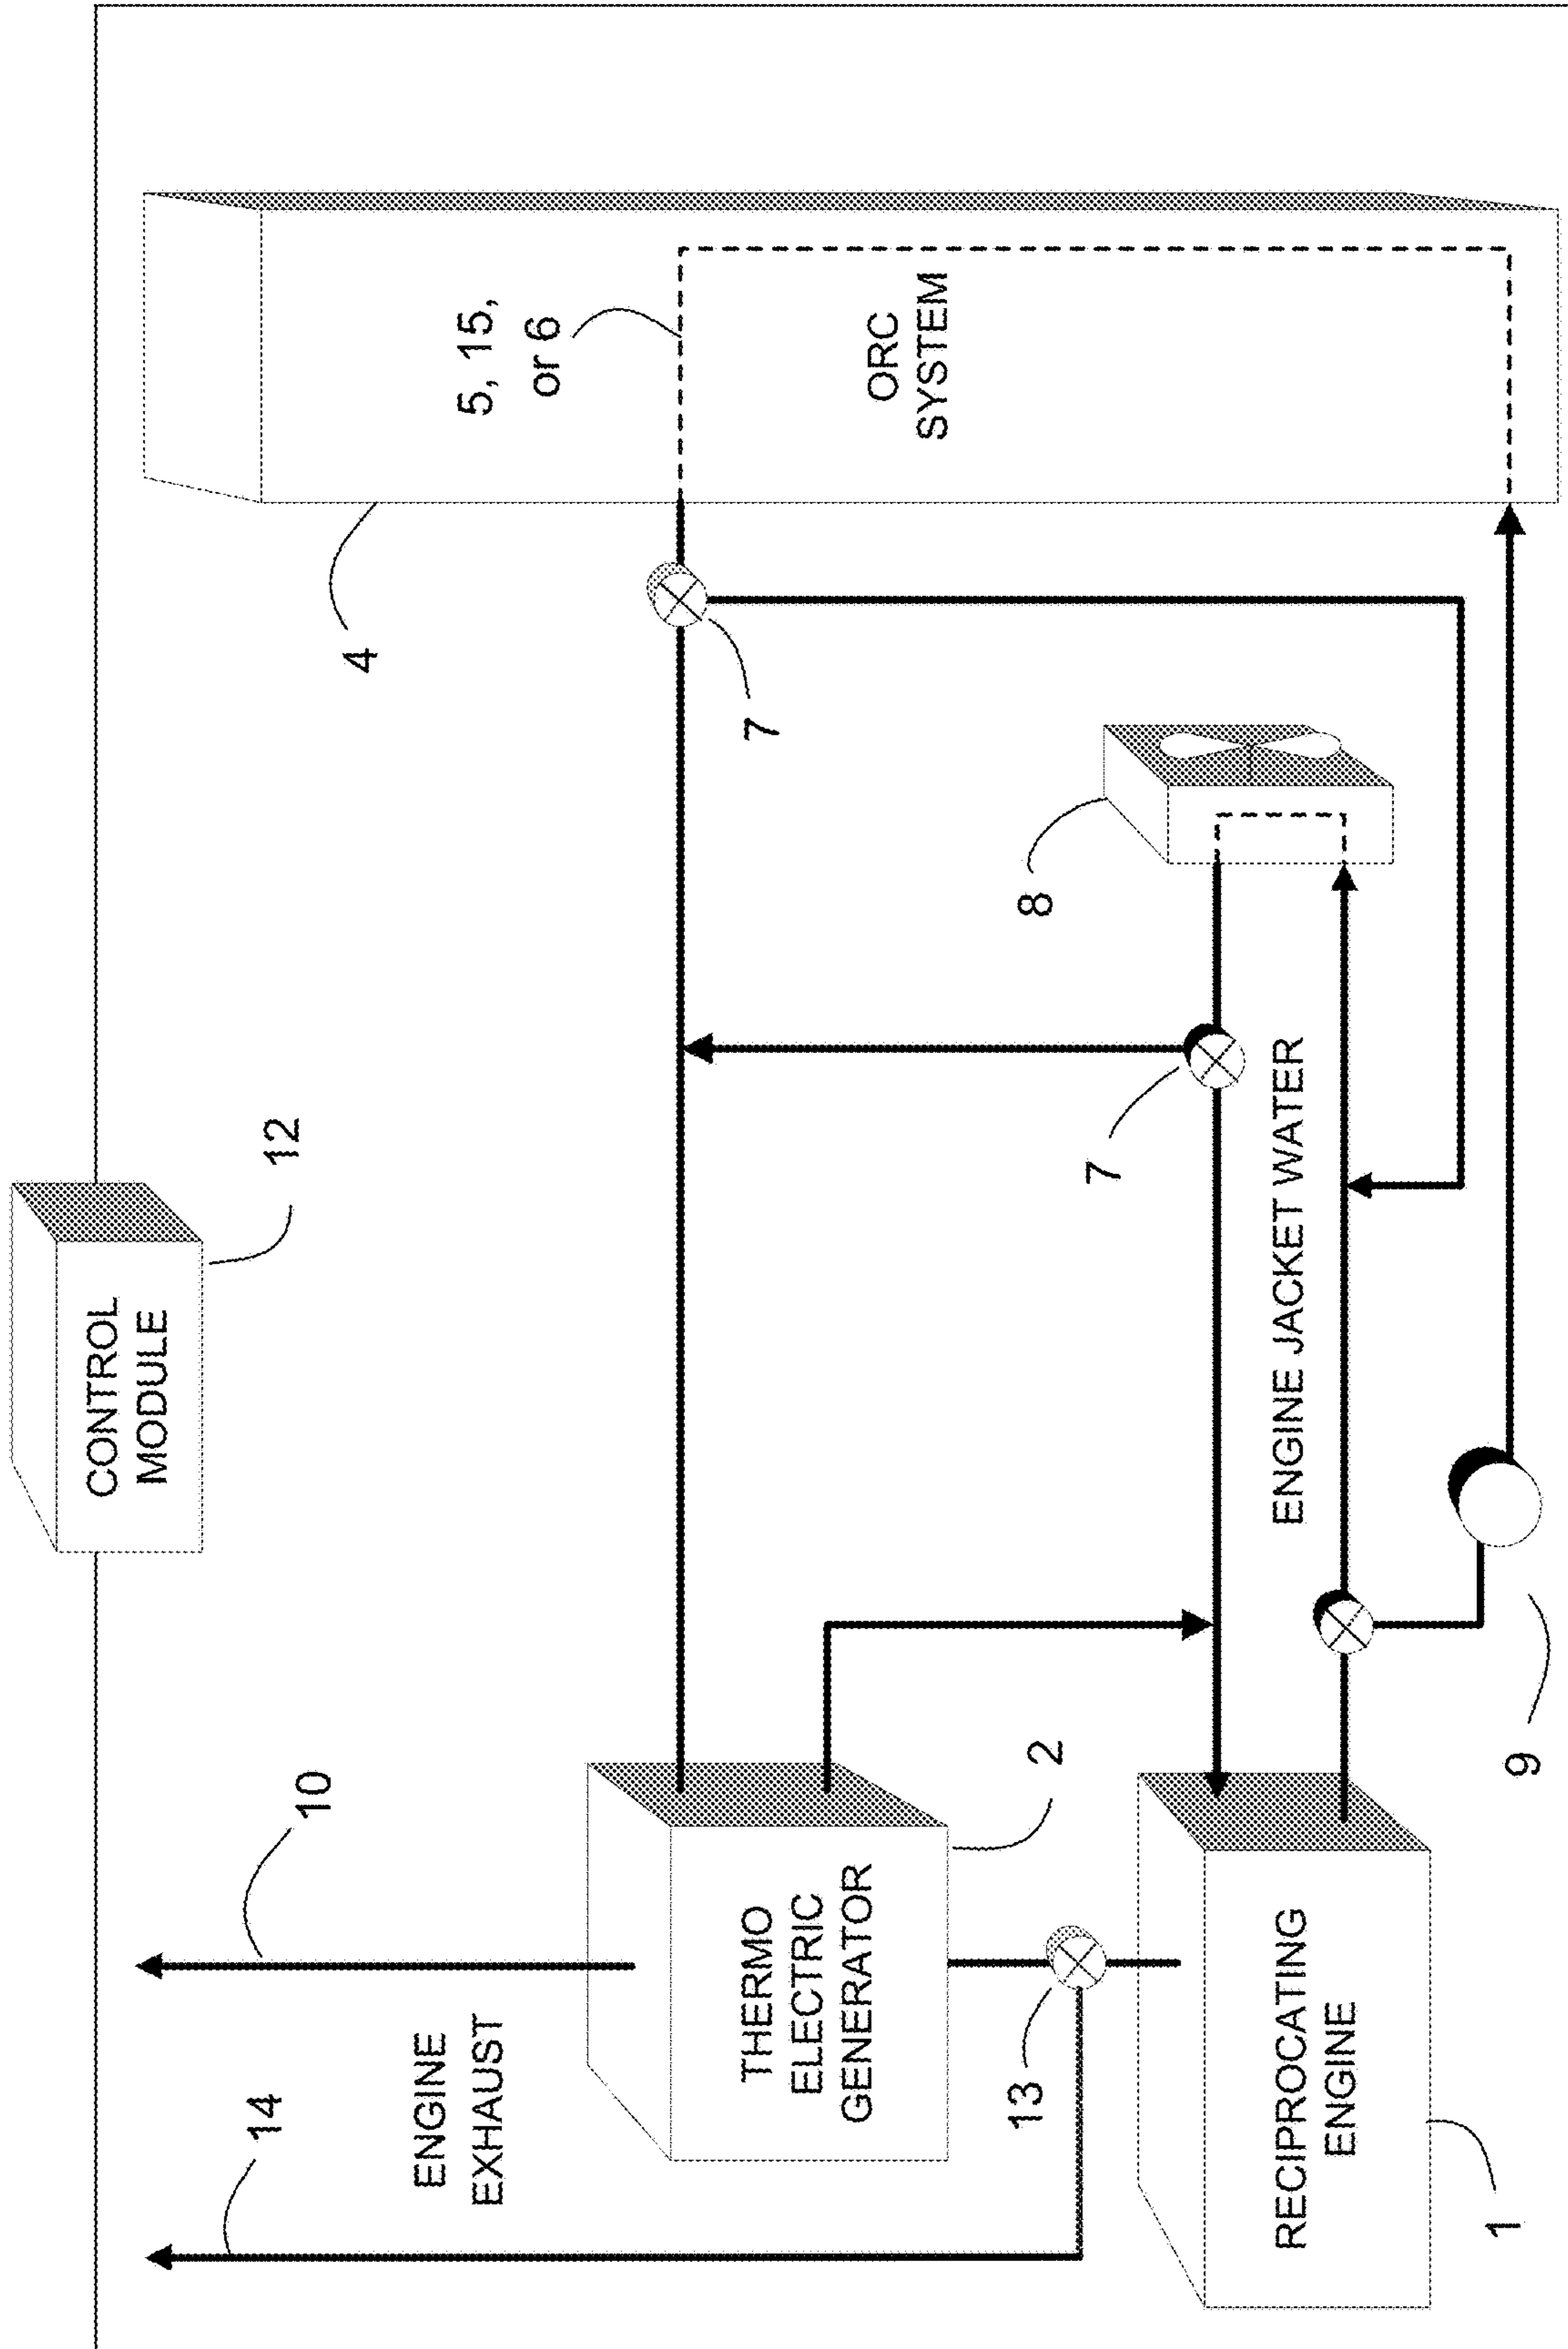 CONTROL
MODULE
12
14
10
ENGINE
EXHAUST
THERMO
ELECTRIC
GENERATOR
2
13
RECIPROCATING
ENGINE
1
9
ENGINE JACKET WATER
7
8
7
4
5, 15,
or 6
ORC
SYSTEM